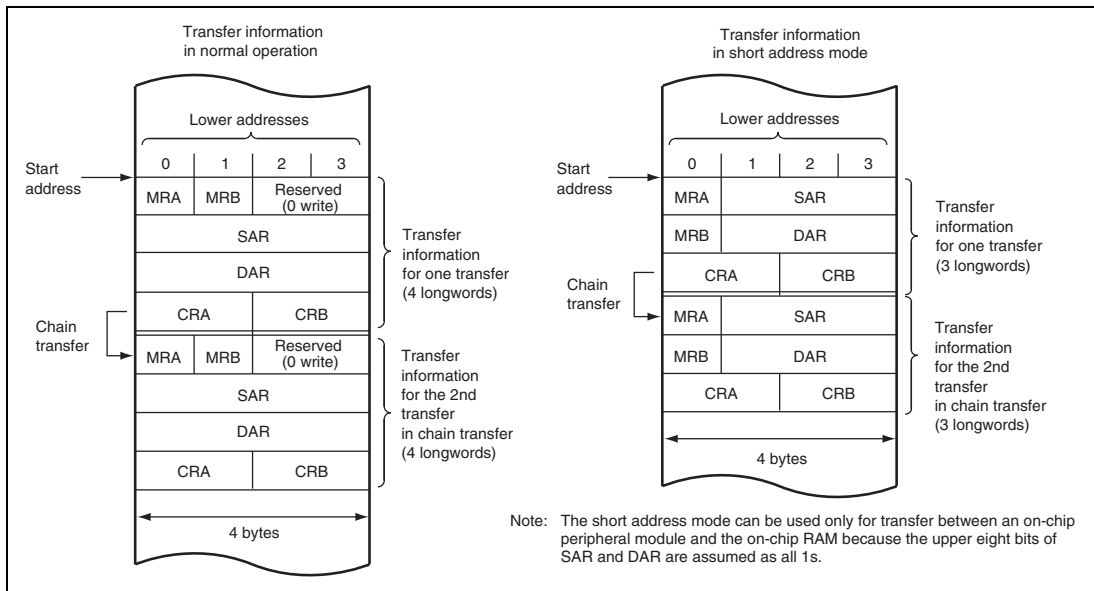 Transfer information
in normal operation
Lower addresses
0 1 2 3
Start
address
MRA MRB Reserved
(0 write)
SAR
DAR
CRA CRB
Transfer
information
for one transfer
(4 longwords)
Chain
transfer
MRA MRB Reserved
(0 write)
SAR
DAR
CRA CRB
Transfer
information
for the 2nd
transfer
in chain transfer
(4 longwords)
4 bytes
Transfer information
in short address mode
Lower addresses
0 1 2 3
Start
address
MRA SAR
MRB DAR
CRA CRB
Transfer
information
for one transfer
(3 longwords)
Chain
transfer
MRA SAR
MRB DAR
CRA CRB
Transfer
information
for the 2nd
transfer
in chain transfer
(3 longwords)
4 bytes
Note: The short address mode can be used only for transfer between an on-chip
peripheral module and the on-chip RAM because the upper eight bits of
SAR and DAR are assumed as all 1s.